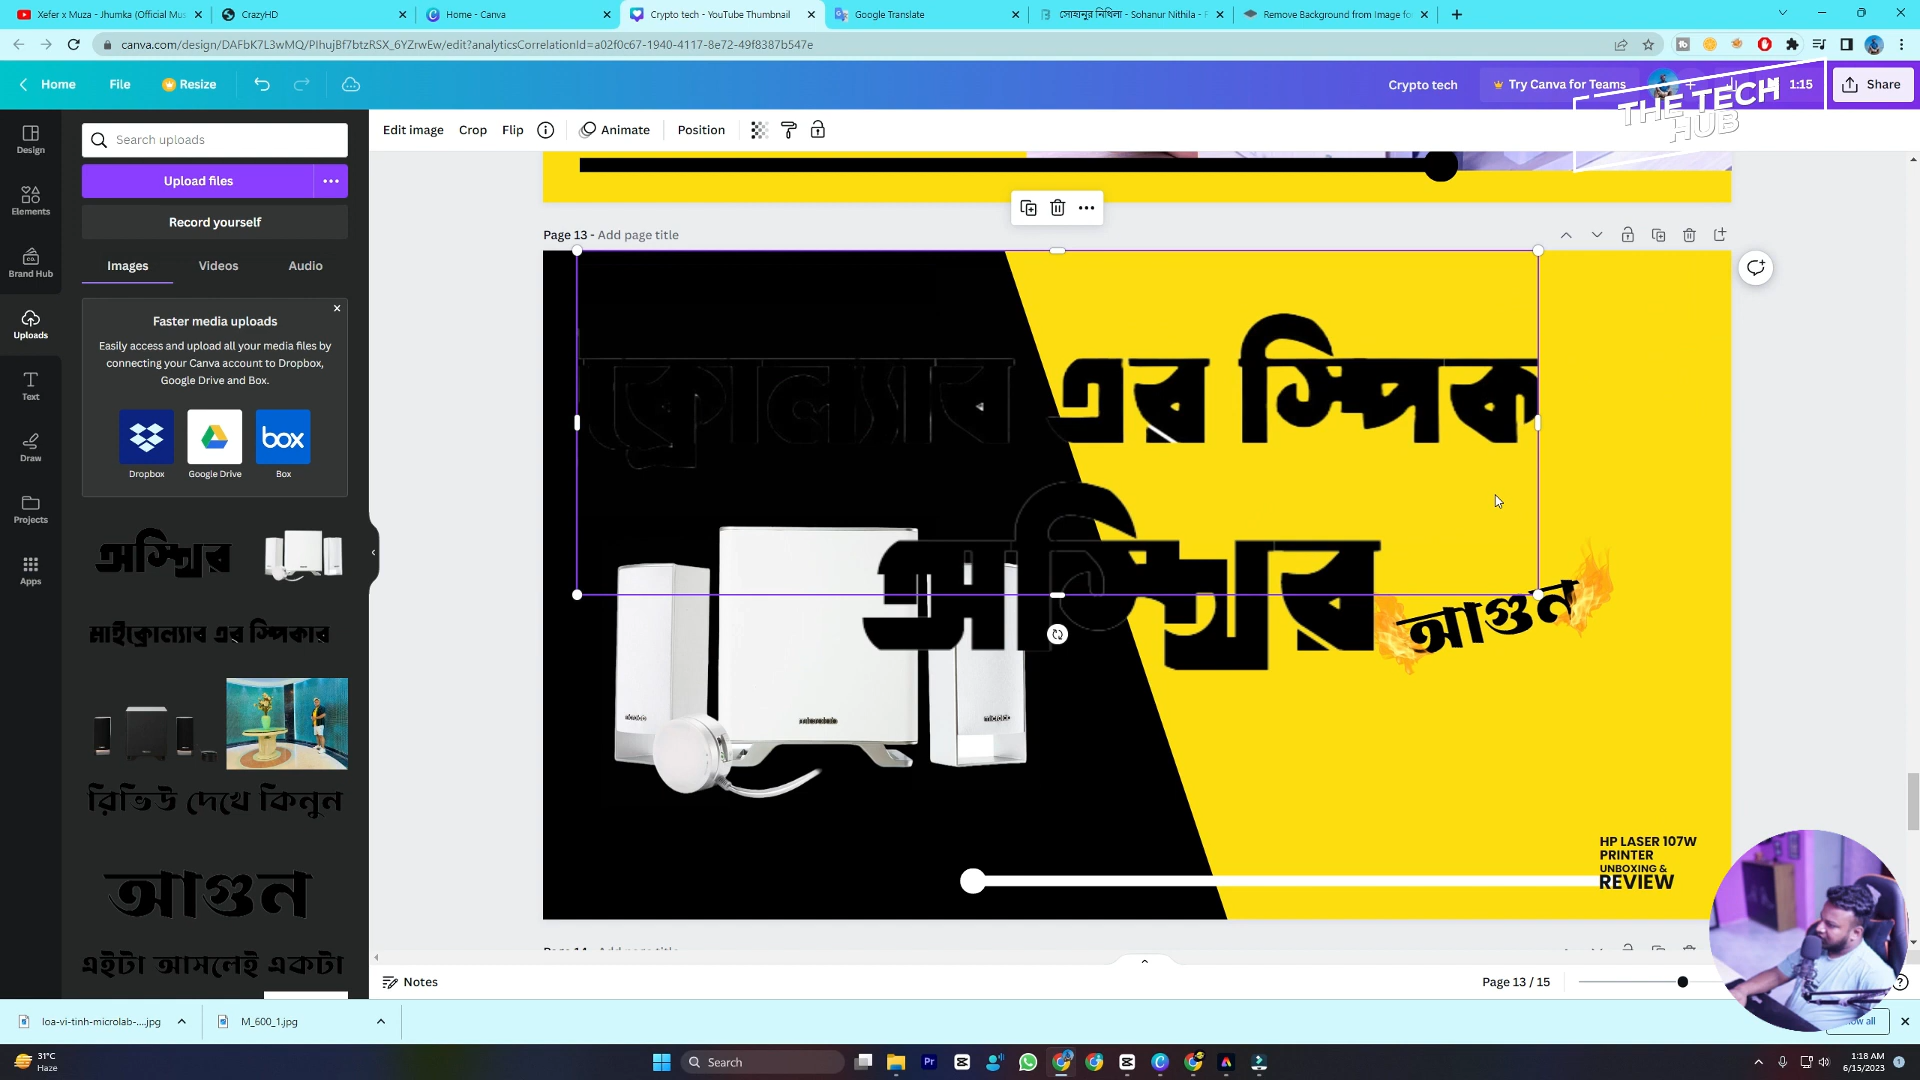 Xefer x Muza - Jhumka (Official Mus
CrazyHD
Home - Canva
Crypto tech - YouTube Thumbnail
Google Translate
সোহানুর নিথিলা - Sohanur Nithila - F
Remove Background from Image fo
canva.com/design/DAFbK7L3wMQ/PIhujBf7btzRSX_6YZrwEw/edit?analyticsCorrelationId=a02f0c67-1940-4117-8e72-49f8387b547e
Home
File
Resize
Crypto tech
Try Canva for Teams
1:15
Share
THE TECH
HUB
Design
Elements
Brand Hub
Uploads
Text
Draw
Projects
Apps
Search uploads
Upload files
Record yourself
Images
Videos
Audio
Faster media uploads
Easily access and upload all your media files by
connecting your Canva account to Dropbox,
Google Drive and Box.
box
Dropbox
Google Drive
Box
অস্থির
মাইক্রোল্যাব এর স্পিকার
রিভিউ দেখে কিনুন
আগুন
এইটা আসলেই একটা
Edit image
Crop
Flip
Animate
Position
Page 13 - Add page title
ক্রোল্যাব এর স্পিক
অস্থির
আগুন
microlab
HP LASER 107W
PRINTER
UNBOXING &
REVIEW
Notes
Page 13 / 15
loa-vi-tinh-microlab-....jpg
M_600_1.jpg
31°C
Haze
Search
1:18 AM
6/15/2023